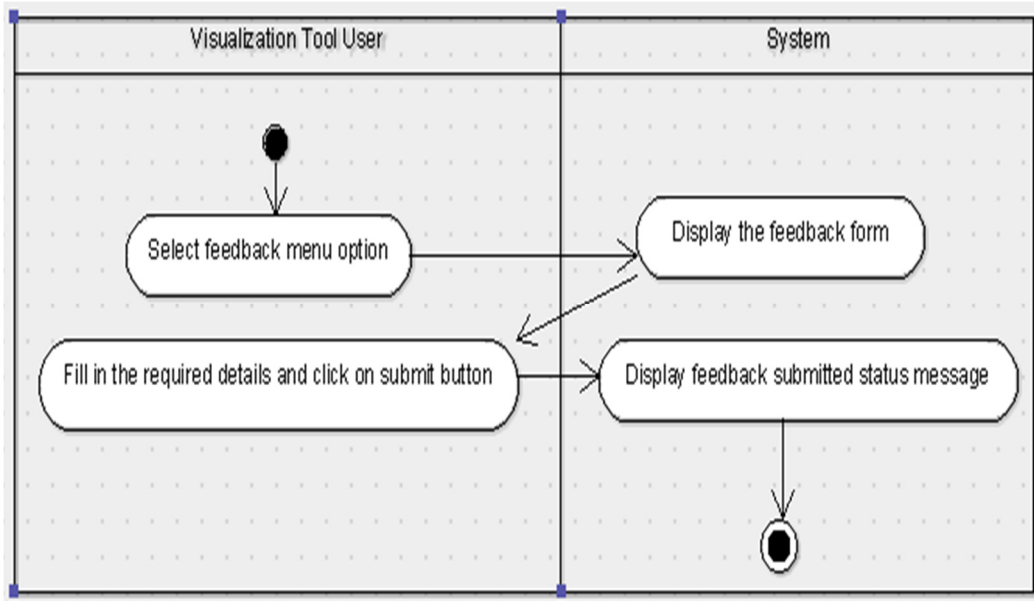 Visualization Tool User
System
Select feedback menu option
Display the feedback form
Fill in the required details and click on submit button
Display feedback submitted status message